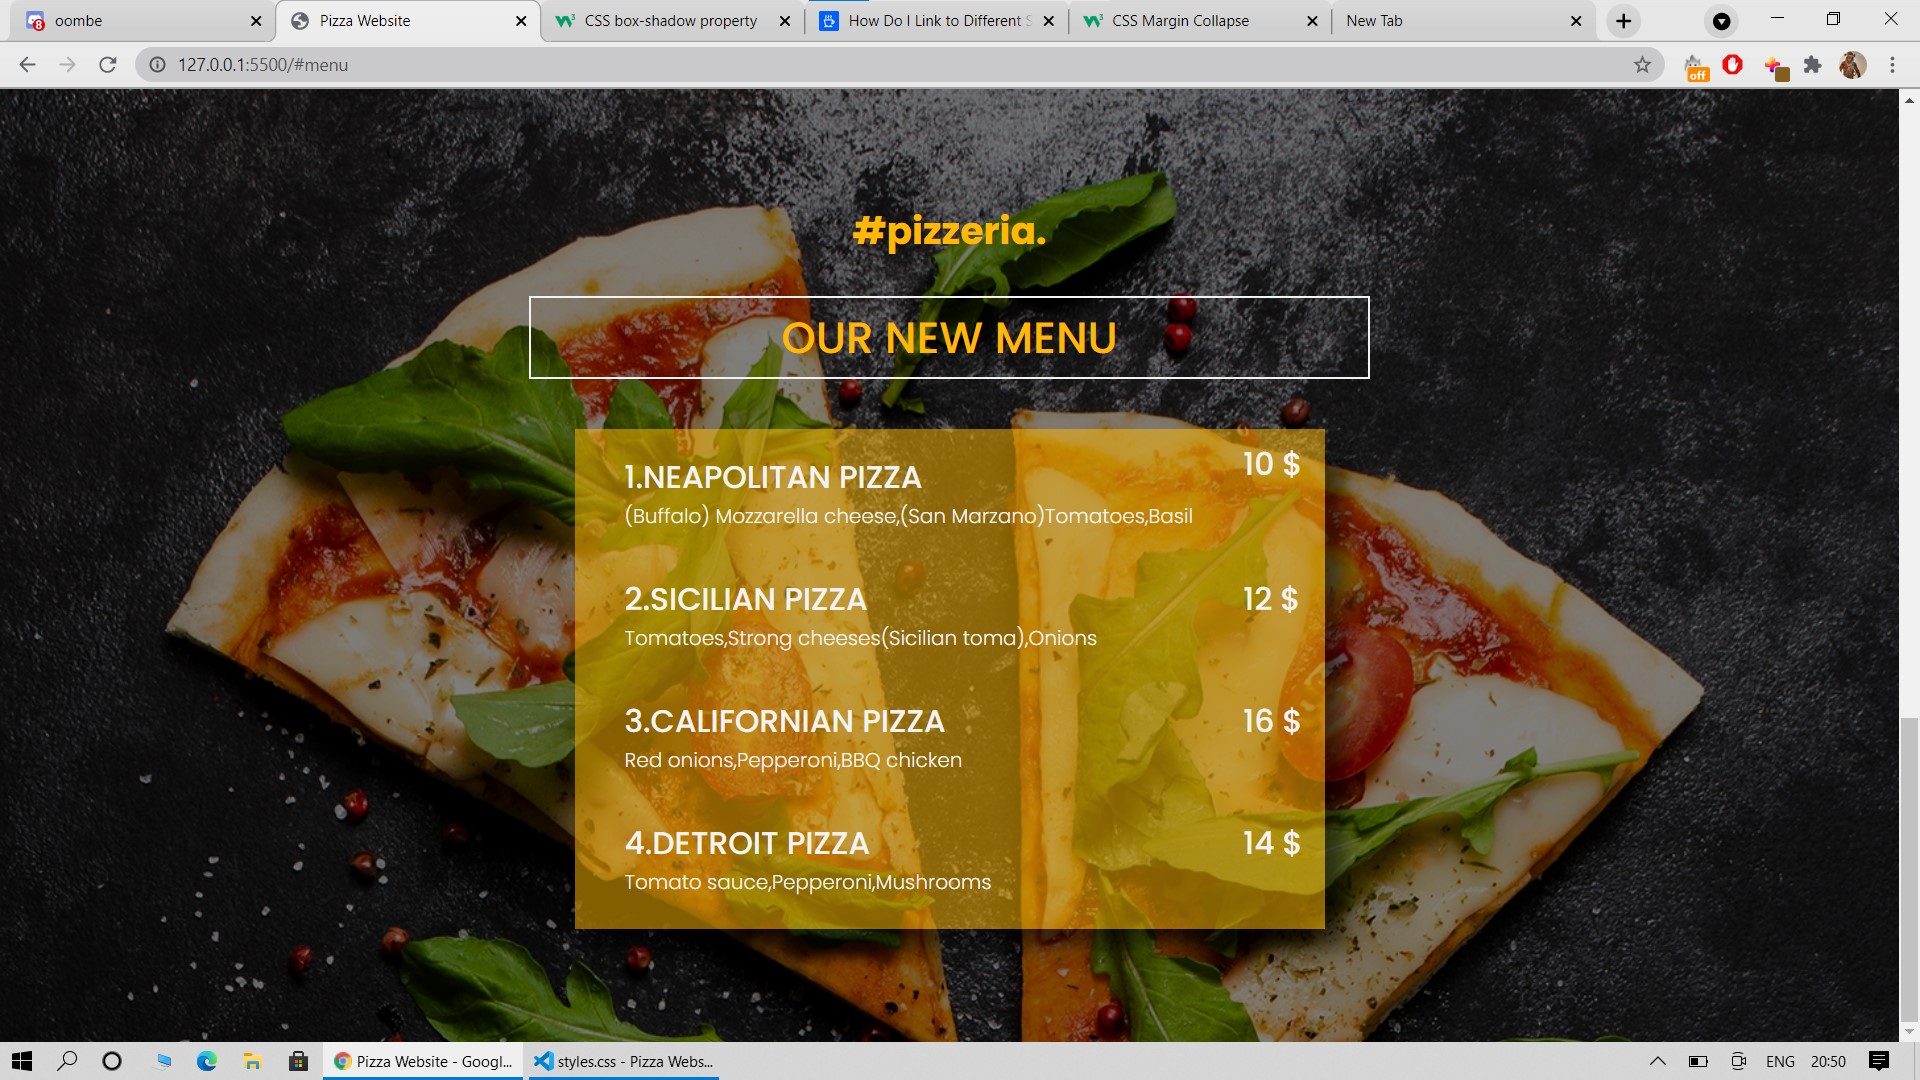 oombe
Pizza Website
CSS box-shadow property
How Do I Link to Different S
CSS Margin Collapse
New Tab
127.0.0.1:5500/#menu
off
#pizzeria.
OUR NEW MENU
1.NEAPOLITAN PIZZA 10 $
(Buffalo) Mozzarella cheese,(San Marzano)Tomatoes,Basil
2.SICILIAN PIZZA 12 $
Tomatoes,Strong cheeses(Sicilian toma),Onions
3.CALIFORNIAN PIZZA 16 $
Red onions,Pepperoni,BBQ chicken
4.DETROIT PIZZA 14 $
Tomato sauce,Pepperoni,Mushrooms
Pizza Website - Googl...
styles.css - Pizza Webs...
ENG
20:50